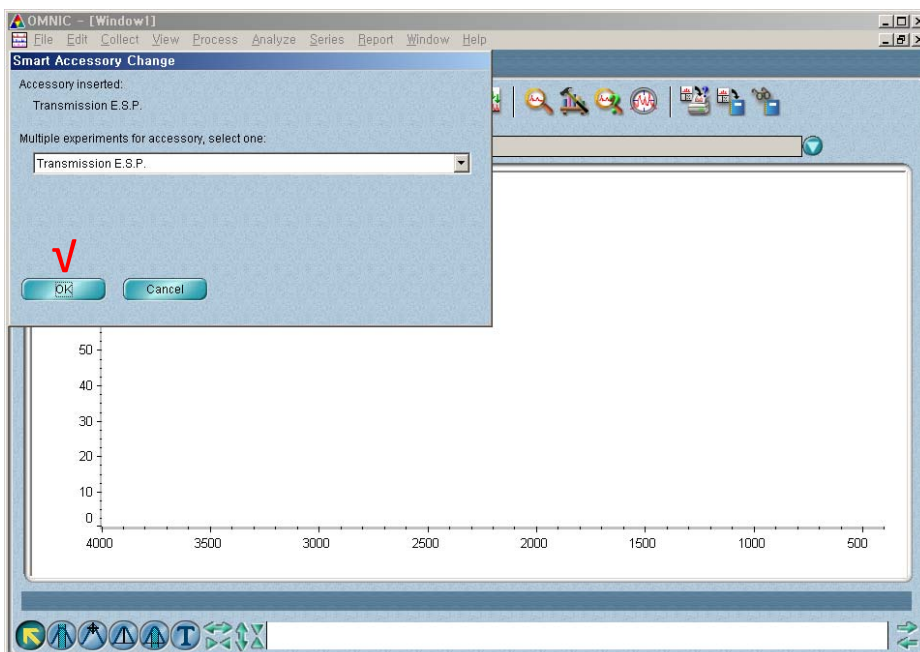 OMNIC - [Window1]
File Edit Collect View Process Analyze Series Report Window Help
Smart Accessory Change
Accessory inserted:
Transmission E.S.P.
Multiple experiments for accessory, select one:
Transmission E.S.P.
√
OK Cancel
50
40
30
20
10
0
4000 3500 3000 2500 2000 1500 1000 500
T